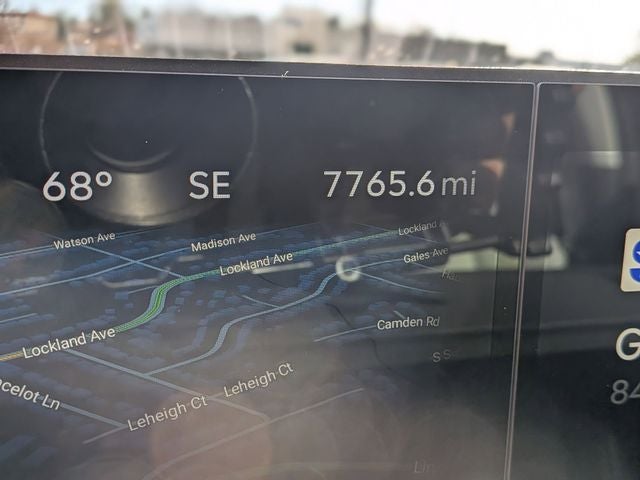 68° SE 7765.6 mi
Watson Ave
Madison Ave
Lockland
Lockland Ave
Gales Ave
Lockland Ave
Camden Rd
Leheigh Ct
Leheigh Ct
celot Ln
G
84